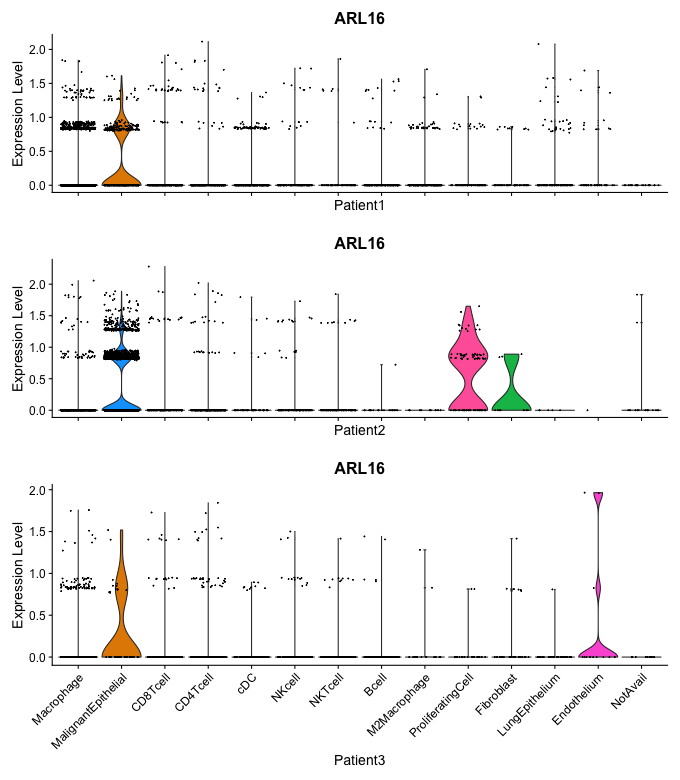 ARL16
Expression Level
2.0
1.5
1.0
0.5
0.0
Patient1
ARL16
Expression Level
2.0
1.5
1.0
0.5
0.0
Patient2
ARL16
Expression Level
2.0
1.5
1.0
0.5
0.0
Macrophage
MalignantEpithelial
CD8Tcell
CD4Tcell
cDC
NKcell
NKTcell
Bcell
M2Macrophage
ProliferatingCell
Fibroblast
LungEpithelium
Endothelium
NotAvail
Patient3